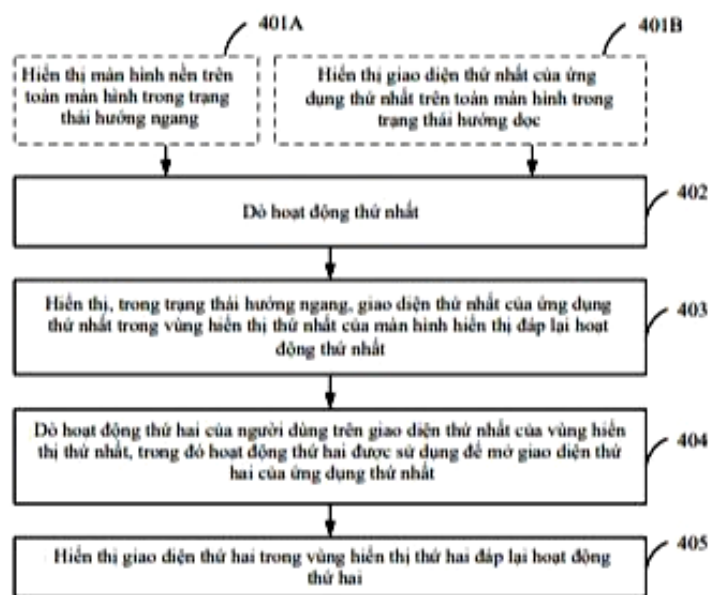 401A
401B
Hiển thị màn hình nền trên
toàn màn hình trong trạng
thái hướng ngang
Hiển thị giao diện thứ nhất của ứng
dụng thứ nhất trên toàn màn hình trong
trạng thái hướng dọc
402
Dò hoạt động thứ nhất
403
Hiển thị, trong trạng thái hướng ngang, giao diện thứ nhất của ứng dụng
thứ nhất trong vùng hiển thị thứ nhất của màn hình hiển thị đáp lại hoạt
động thứ nhất
404
Dò hoạt động thứ hai của người dùng trên giao diện thứ nhất của vùng hiển
thị thứ nhất, trong đó hoạt động thứ hai được sử dụng để mở giao diện thứ
hai của ứng dụng thứ nhất
405
Hiển thị giao diện thứ hai trong vùng hiển thị thứ hai đáp lại hoạt động
thứ hai